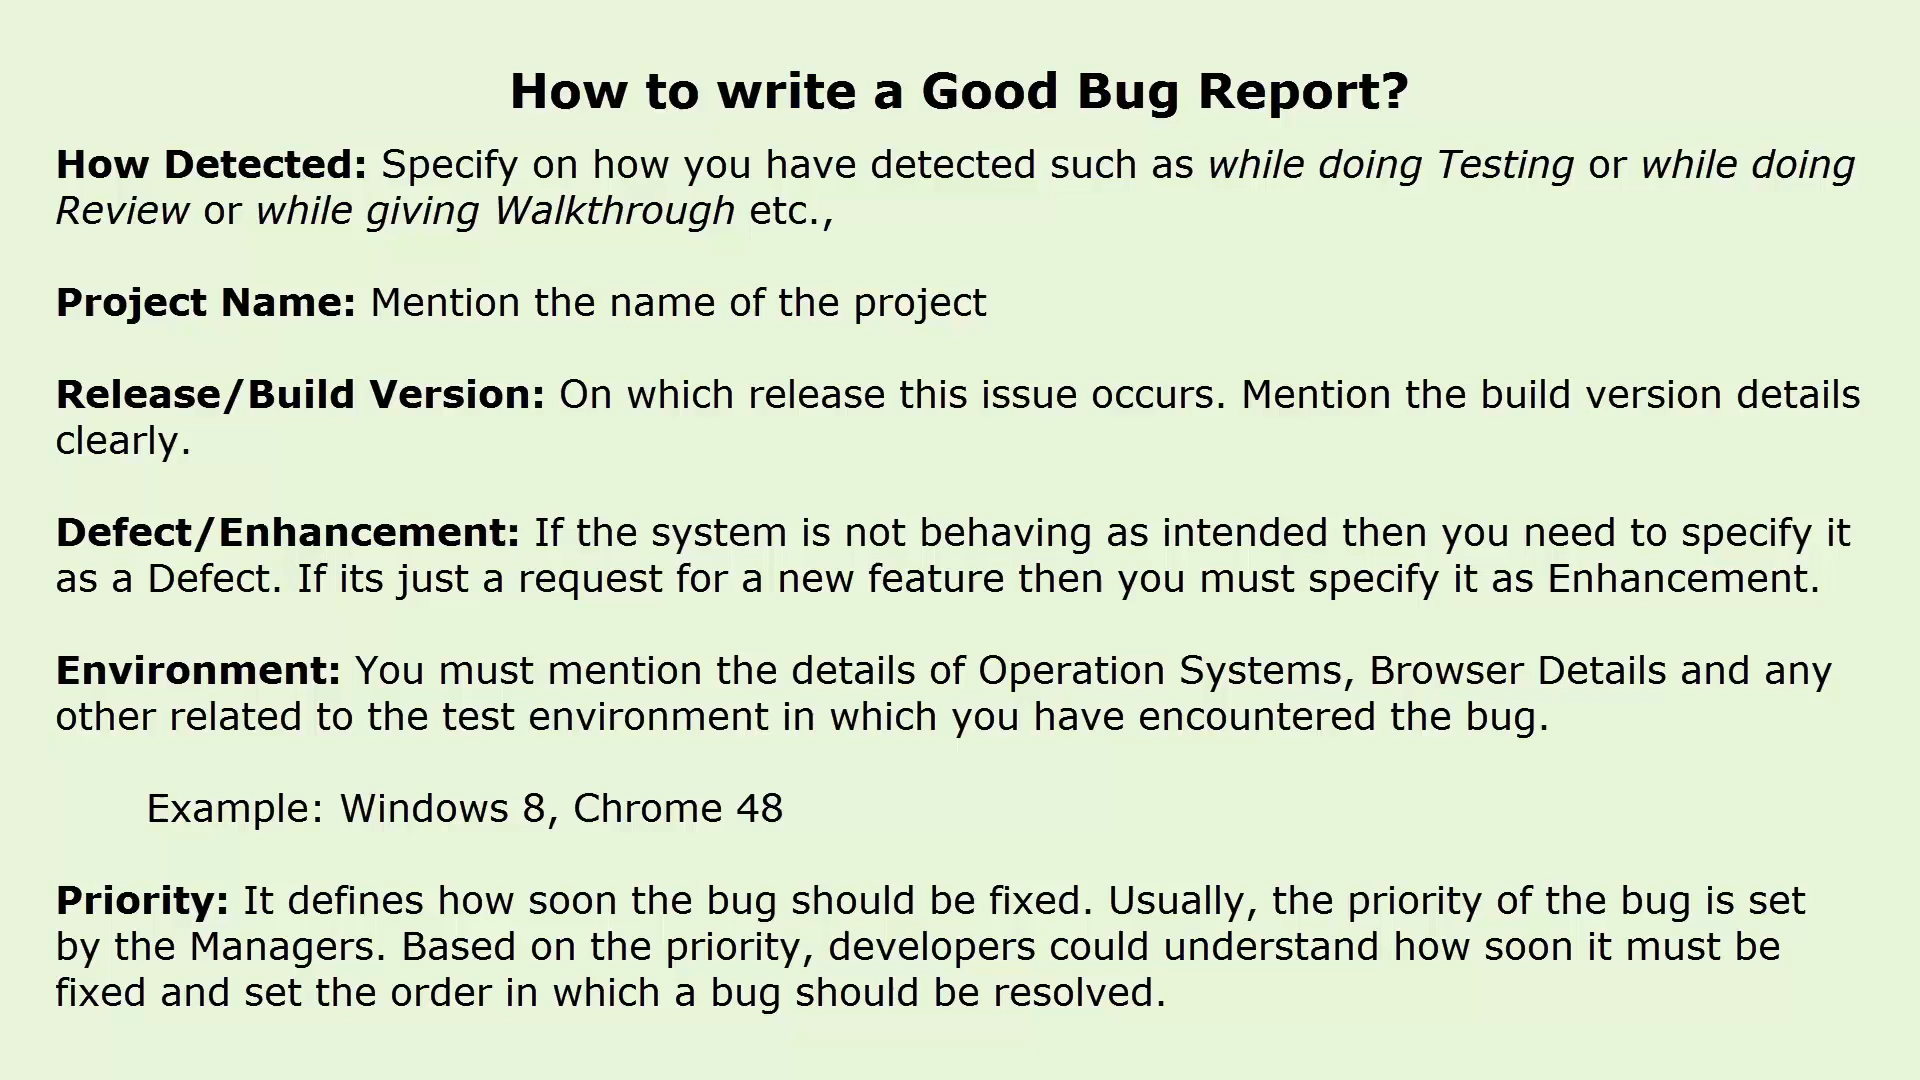 How to write a Good Bug Report?
How Detected: Specify on how you have detected such as while doing Testing or while doing
Review or while giving Walkthrough etc.,
Project Name: Mention the name of the project
Release/Build Version: On which release this issue occurs. Mention the build version details
clearly.
Defect/Enhancement: If the system is not behaving as intended then you need to specify it
as a Defect. If its just a request for a new feature then you must specify it as Enhancement.
Environment: You must mention the details of Operation Systems, Browser Details and any
other related to the test environment in which you have encountered the bug.
Example: Windows 8, Chrome 48
Priority: It defines how soon the bug should be fixed. Usually, the priority of the bug is set
by the Managers. Based on the priority, developers could understand how soon it must be
fixed and set the order in which a bug should be resolved.